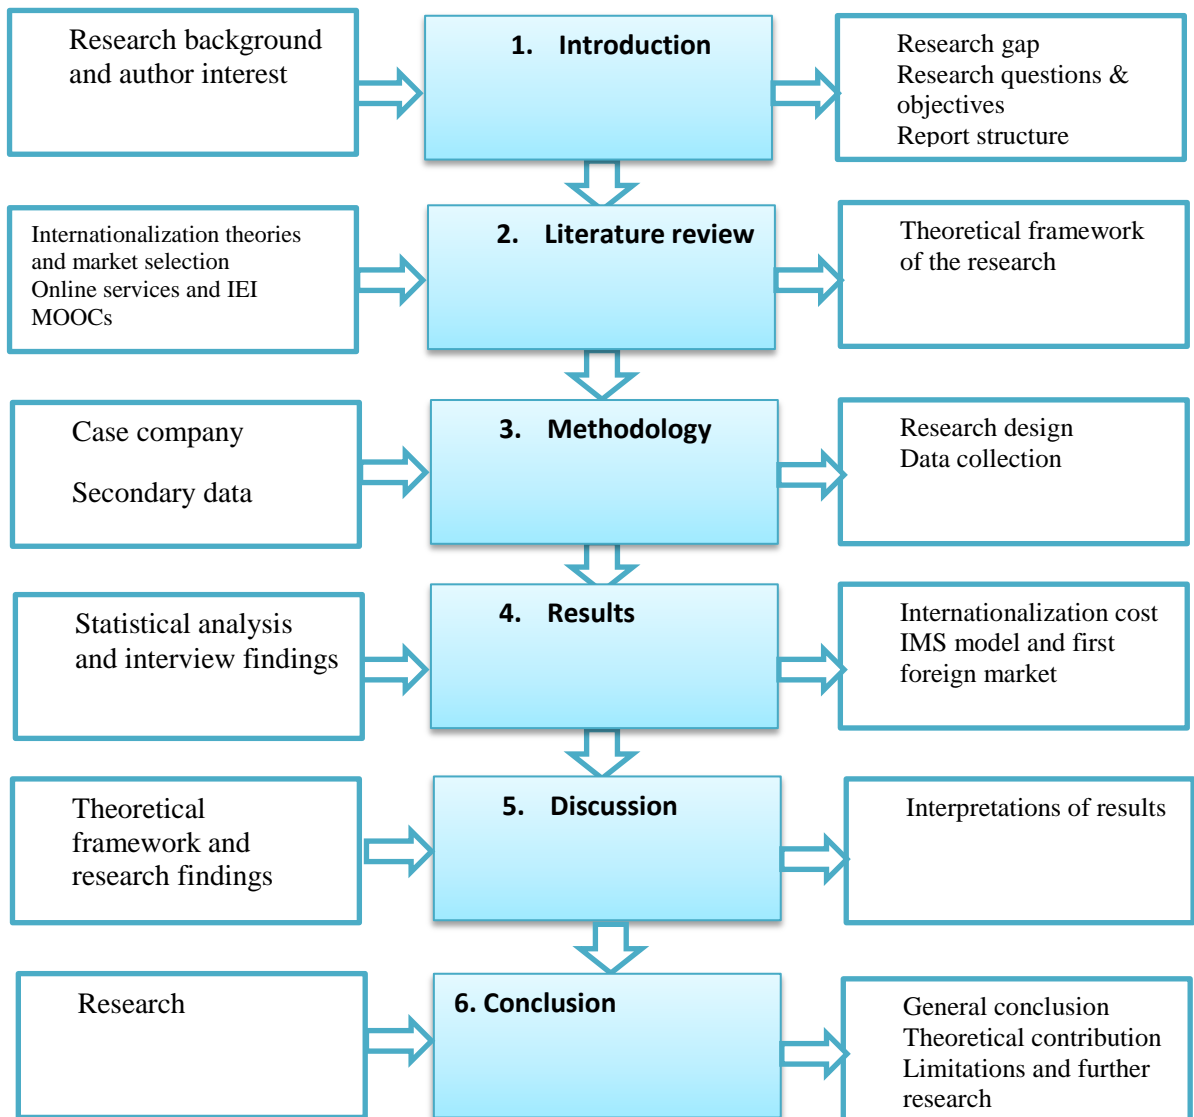 Research background
and author interest
1. Introduction
Research gap
Research questions &
objectives
Report structure
Internationalization theories
and market selection
Online services and IEI
MOOCs
2. Literature review
Theoretical framework
of the research
Case company
Secondary data
3. Methodology
Research design
Data collection
Statistical analysis
and interview findings
4. Results
Internationalization cost
IMS model and first
foreign market
Theoretical
framework and
research findings
5. Discussion
Interpretations of results
Research
6. Conclusion
General conclusion
Theoretical contribution
Limitations and further
research